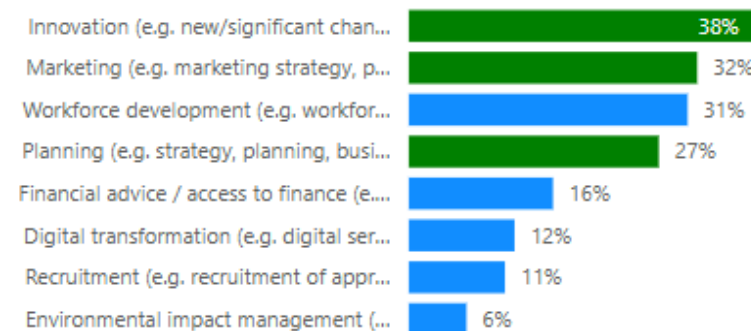 Innovation (e.g. new/significant chan... 38%
Marketing (e.g. marketing strategy, p... 32%
Workforce development (e.g. workfor... 31%
Planning (e.g. strategy, planning, busi... 27%
Financial advice / access to finance (e.... 16%
Digital transformation (e.g. digital ser... 12%
Recruitment (e.g. recruitment of appr... 11%
Environmental impact management (... 6%